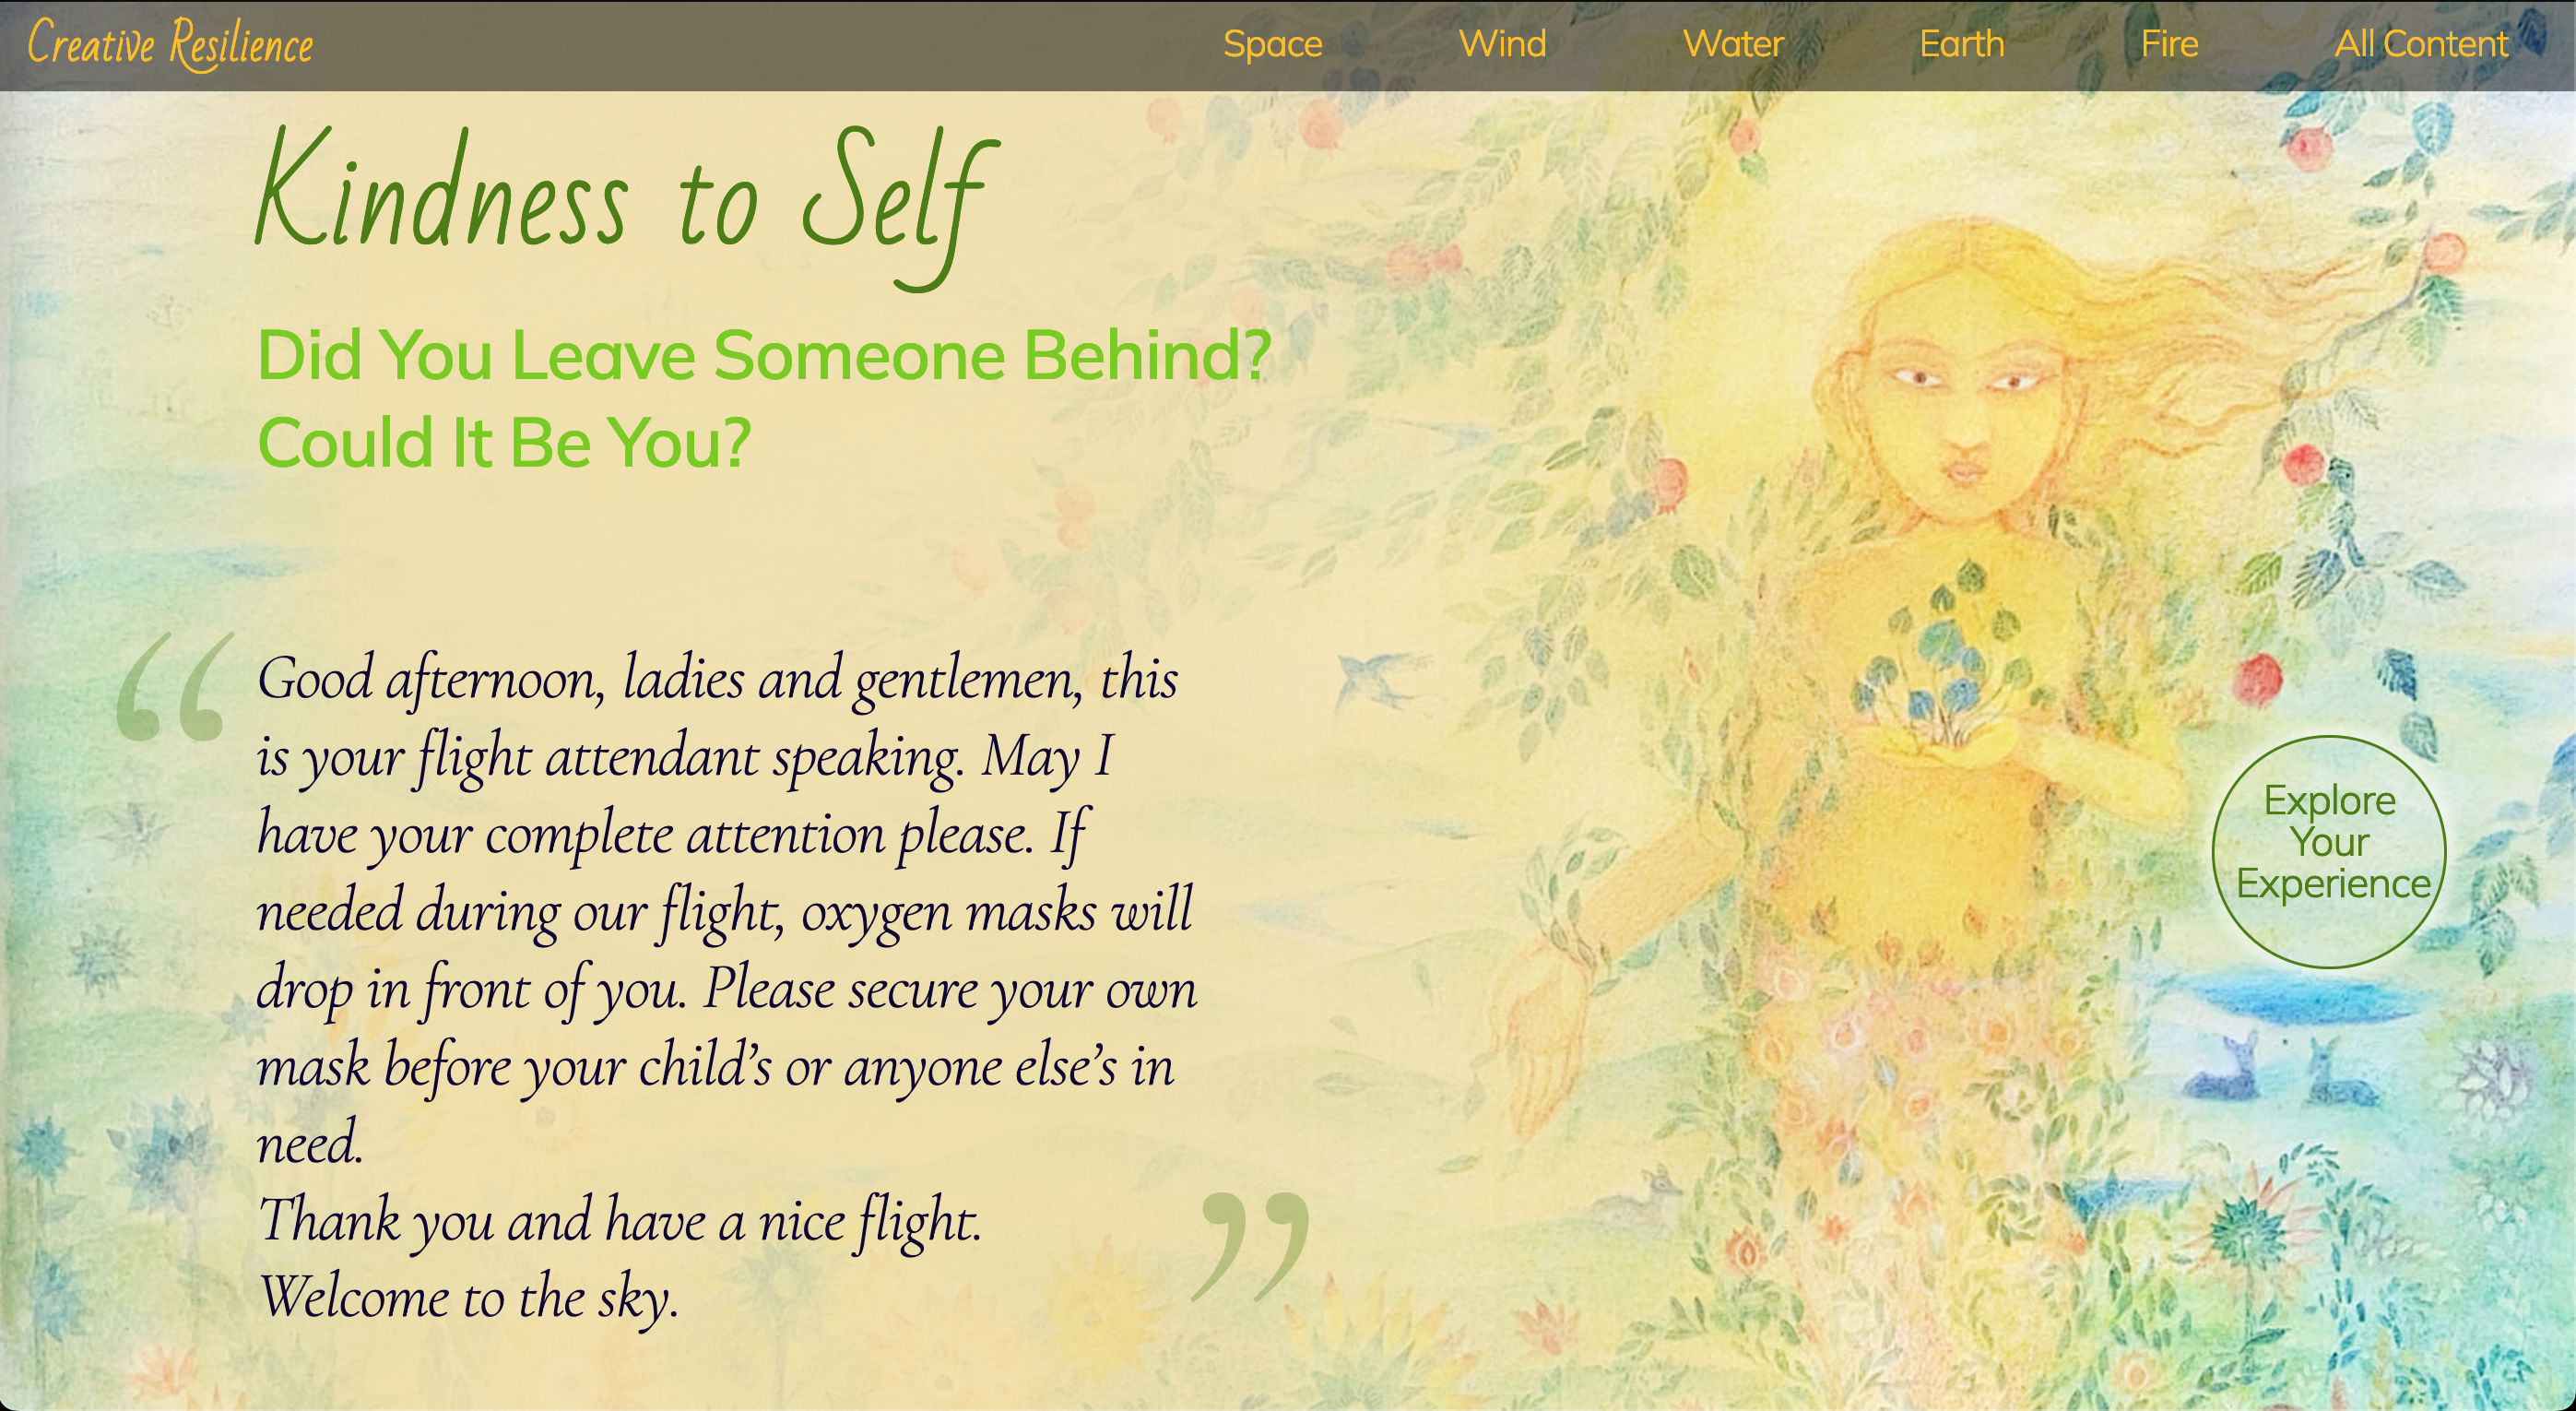 Creative Resilience
Space
Wind
Water
Earth
Fire
All Content
Kindness to Self
Did You Leave Someone Behind?
Could It Be You?
“
Good afternoon, ladies and gentlemen, this
is your flight attendant speaking. May I
have your complete attention please. If
needed during our flight, oxygen masks will
drop in front of you. Please secure your own
mask before your child’s or anyone else’s in
need.
Thank you and have a nice flight.
Welcome to the sky.
”
Explore
Your
Experience